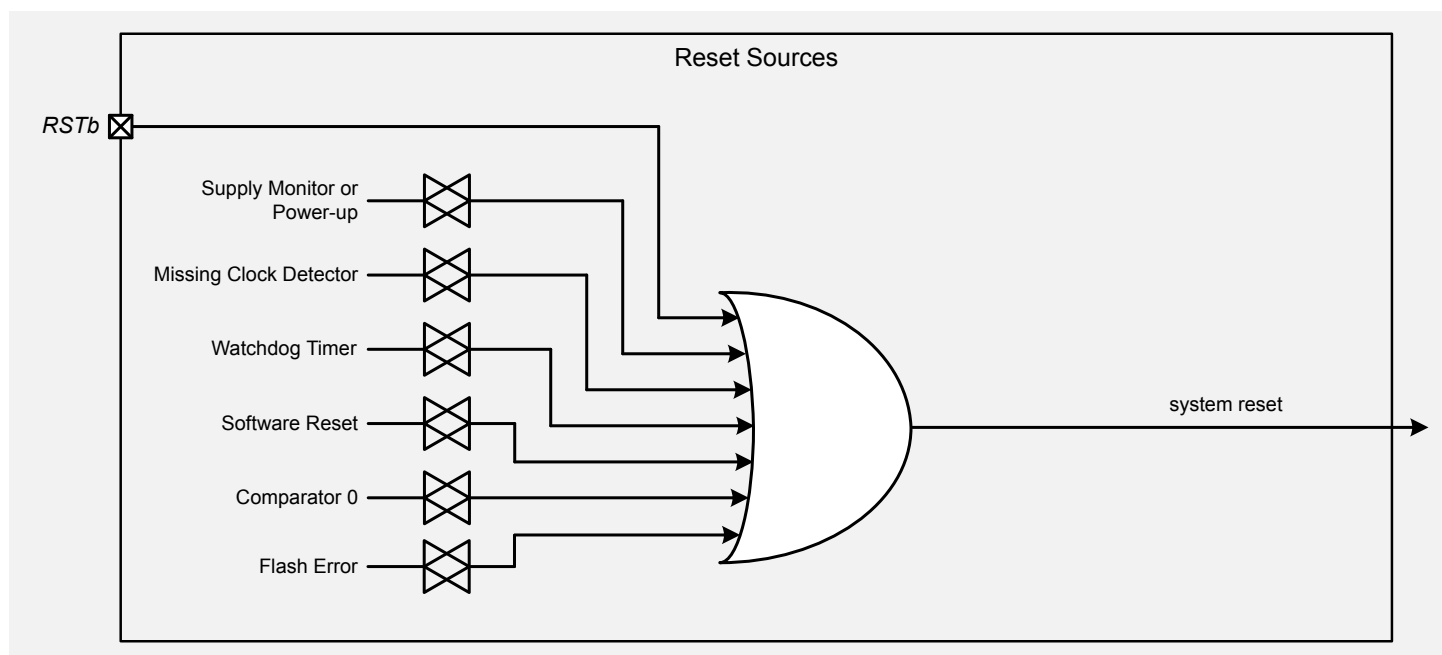 Reset Sources
RSTb
Supply Monitor or
Power-up
Missing Clock Detector
Watchdog Timer
Software Reset
Comparator 0
Flash Error
system reset